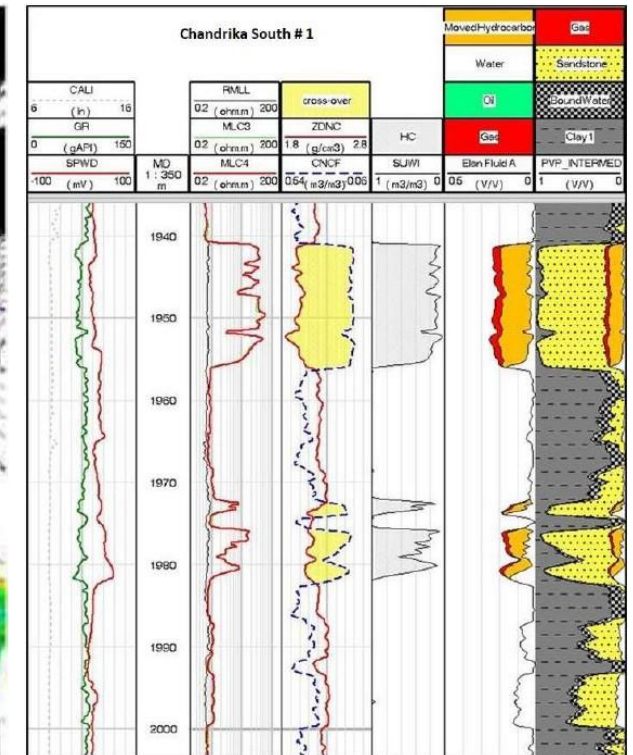 Chandrika South # 1
MovedHydrocarbon
Gas
Water
Sandstone
CALI
6 (in) 16
RMLL
0.2 (ohm.m) 200
cross-over
Oil
BoundWater
GR
0 (gAPI) 150
MLC3
0.2 (ohm.m) 200
ZDNC
1.8 (g/cm3) 2.8
HC
Gas
Clay1
SPWD
-100 (mV) 100
MD
1 : 350
m
MLC4
0.2 (ohm.m) 200
CNCF
0.54 (m3/m3) -0.06
SUWI
1 (m3/m3) 0
Elan Fluid A
0.5 (V/V) 0
PVP_INTERMED
1 (V/V) 0
1940
1950
1960
1970
1980
1990
2000